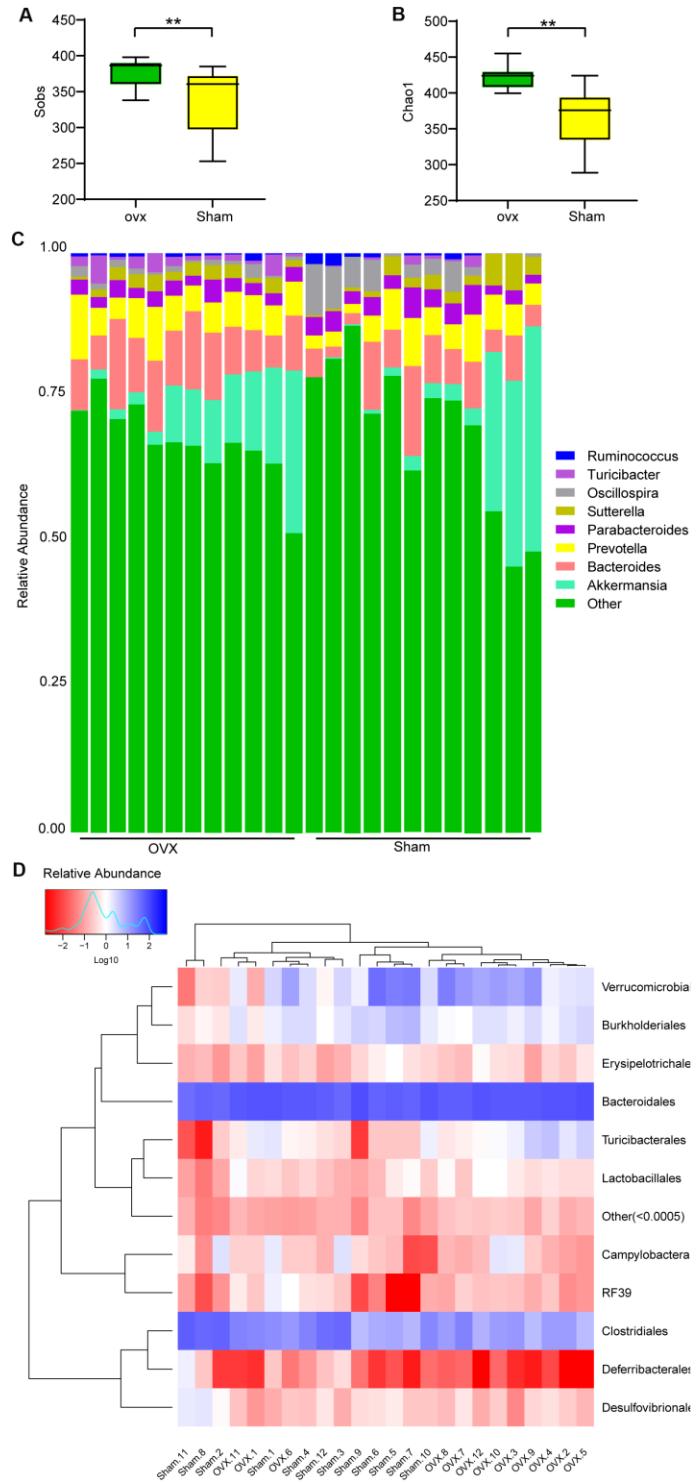 A
**
450
400
350
300
250
200
Sobs
ovx
Sham
B
**
500
450
400
350
300
250
Chao1
ovx
Sham
C
1.00
0.75
0.50
0.25
0.00
Relative Abundance
OVX
Sham
Ruminococcus
Turicibacter
Oscillospira
Sutterella
Parabacteroides
Prevotella
Bacteroides
Akkermansia
Other
D
Relative Abundance
−2 −1 0 1 2
Log10
Verrucomicrobial
Burkholderiales
Erysipelotrichale
Bacteroidales
Turicibacterales
Lactobacillales
Other(<0.0005)
Campylobactera
RF39
Clostridiales
Deferribacterales
Desulfovibrionale
Sham.11
Sham.8
Sham.2
OVX.11
OVX.1
Sham.1
OVX.6
Sham.4
Sham.12
Sham.3
Sham.9
Sham.6
Sham.5
Sham.7
Sham.10
OVX.8
OVX.7
OVX.12
OVX.10
OVX.3
OVX.9
OVX.4
OVX.2
OVX.5